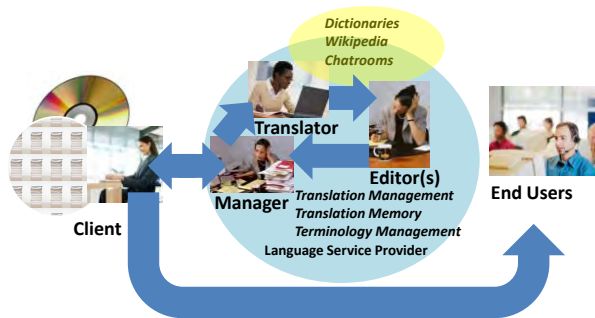 Dictionaries
Wikipedia
Chatrooms
Translator
Manager
Editor(s)
Translation Management
Translation Memory
Terminology Management
Language Service Provider
Client
End Users